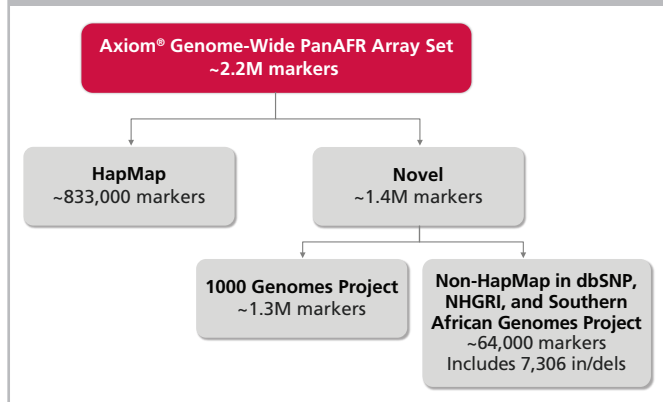 Axiom® Genome-Wide PanAFR Array Set
~2.2M markers
HapMap
~833,000 markers
Novel
~1.4M markers
1000 Genomes Project
~1.3M markers
Non-HapMap in dbSNP,
NHGRI, and Southern
African Genomes Project
~64,000 markers
Includes 7,306 in/dels